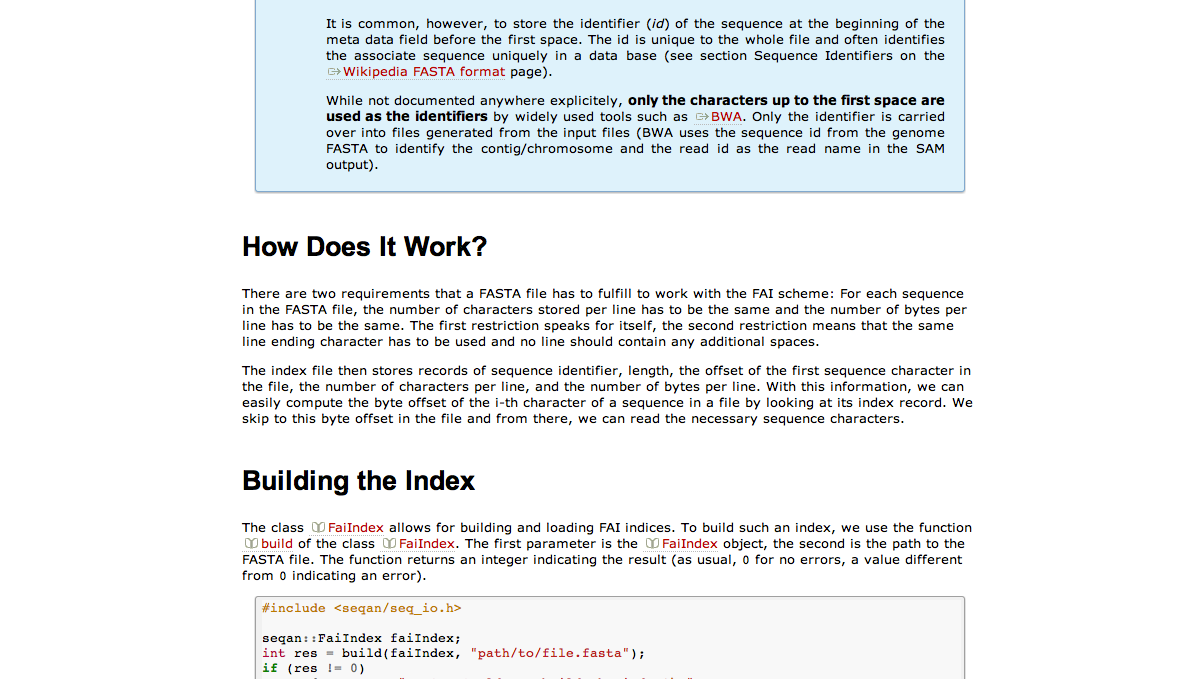 It is common, however, to store the identifier (id) of the sequence at the beginning of the
meta data field before the first space. The id is unique to the whole file and often identifies
the associate sequence uniquely in a data base (see section Sequence Identifiers on the
Wikipedia FASTA format page).
While not documented anywhere explicitly, only the characters up to the first space are
used as the identifiers by widely used tools such as BWA. Only the identifier is carried
over into files generated from the input files (BWA uses the sequence id from the genome
FASTA to identify the contig/chromosome and the read id as the read name in the SAM
output).
How Does It Work?
There are two requirements that a FASTA file has to fulfill to work with the FAI scheme: For each sequence
in the FASTA file, the number of characters stored per line has to be the same and the number of bytes per
line has to be the same. The first restriction speaks for itself, the second restriction means that the same
line ending character has to be used and no line should contain any additional spaces.
The index file then stores records of sequence identifier, length, the offset of the first sequence character in
the file, the number of characters per line, and the number of bytes per line. With this information, we can
easily compute the byte offset of the i-th character of a sequence in a file by looking at its index record. We
skip to this byte offset in the file and from there, we can read the necessary sequence characters.
Building the Index
The class FaiIndex allows for building and loading FAI indices. To build such an index, we use the function
build of the class FaiIndex. The first parameter is the FaiIndex object, the second is the path to the
FASTA file. The function returns an integer indicating the result (as usual, 0 for no errors, a value different
from 0 indicating an error).
#include <seqan/seq_io.h>
seqan::FaiIndex faiIndex;
int res = build(faiIndex, "path/to/file.fasta");
if (res != 0)